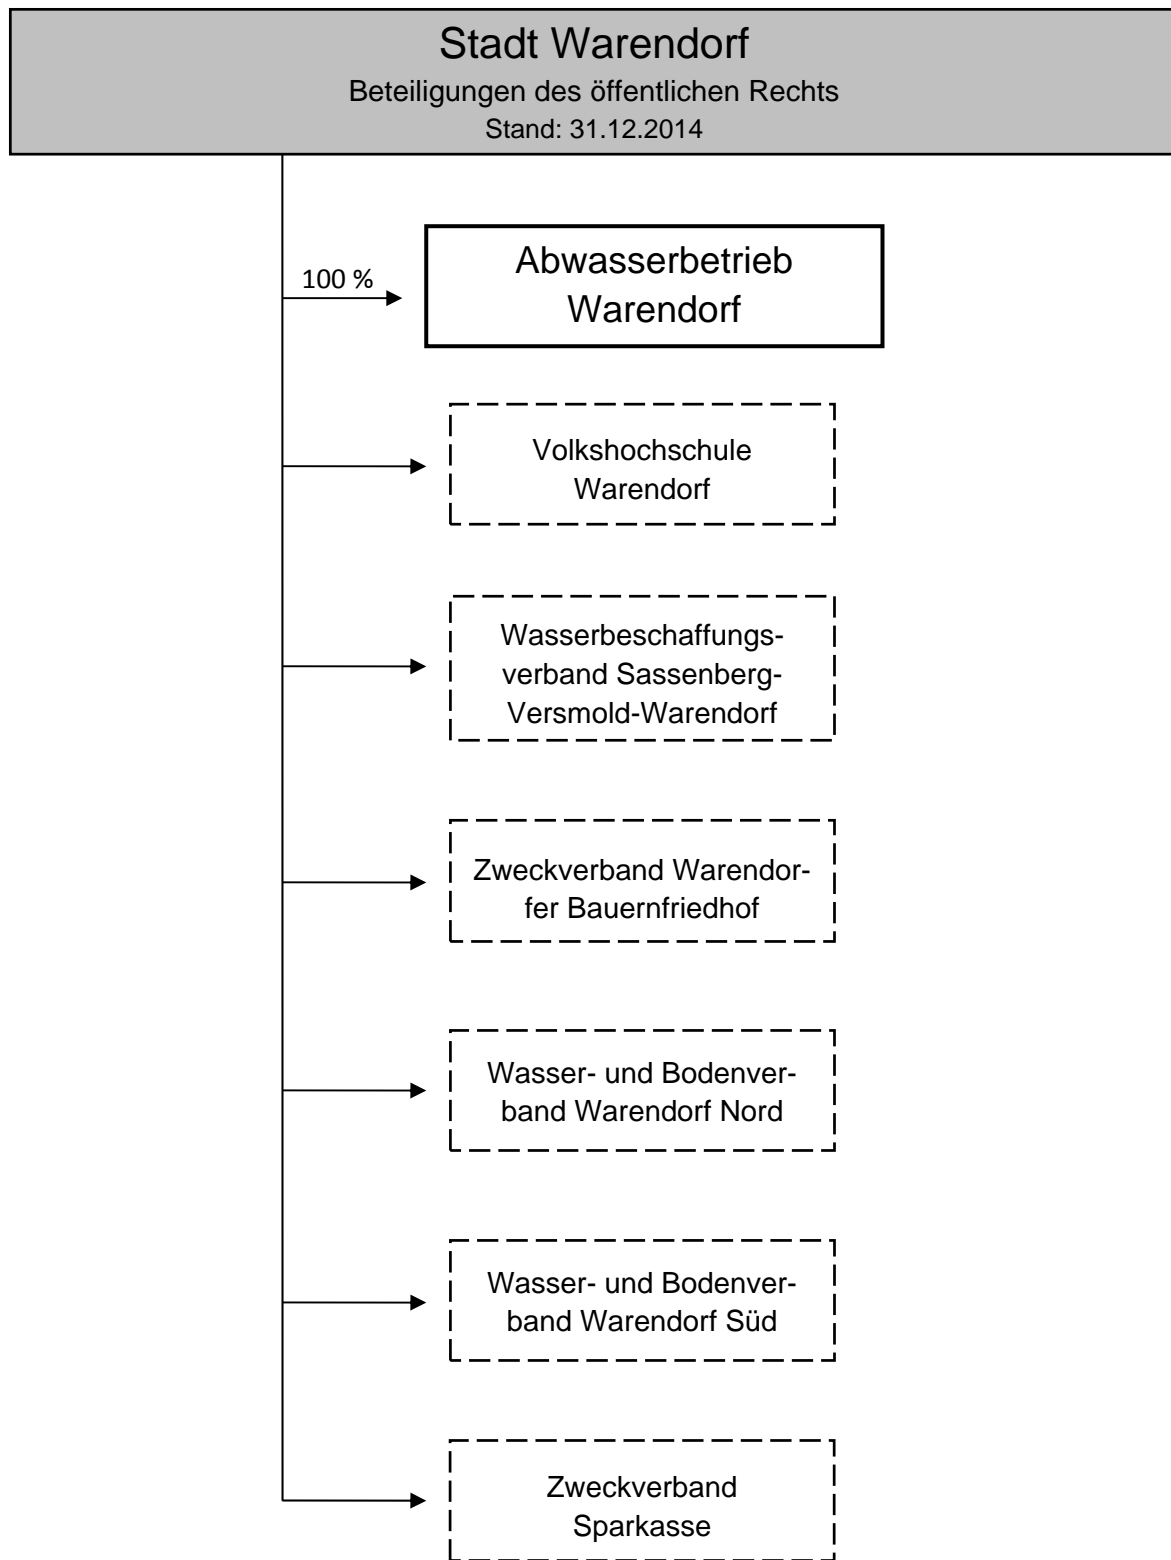 Stadt Warendorf
Beteiligungen des öffentlichen Rechts
Stand: 31.12.2014
100 %
Abwasserbetrieb
Warendorf
Volkshochschule
Warendorf
Wasserbeschaffungs-
verband Sassenberg-
Versmold-Warendorf
Zweckverband Warendor-
fer Bauernfriedhof
Wasser- und Bodenver-
band Warendorf Nord
Wasser- und Bodenver-
band Warendorf Süd
Zweckverband
Sparkasse